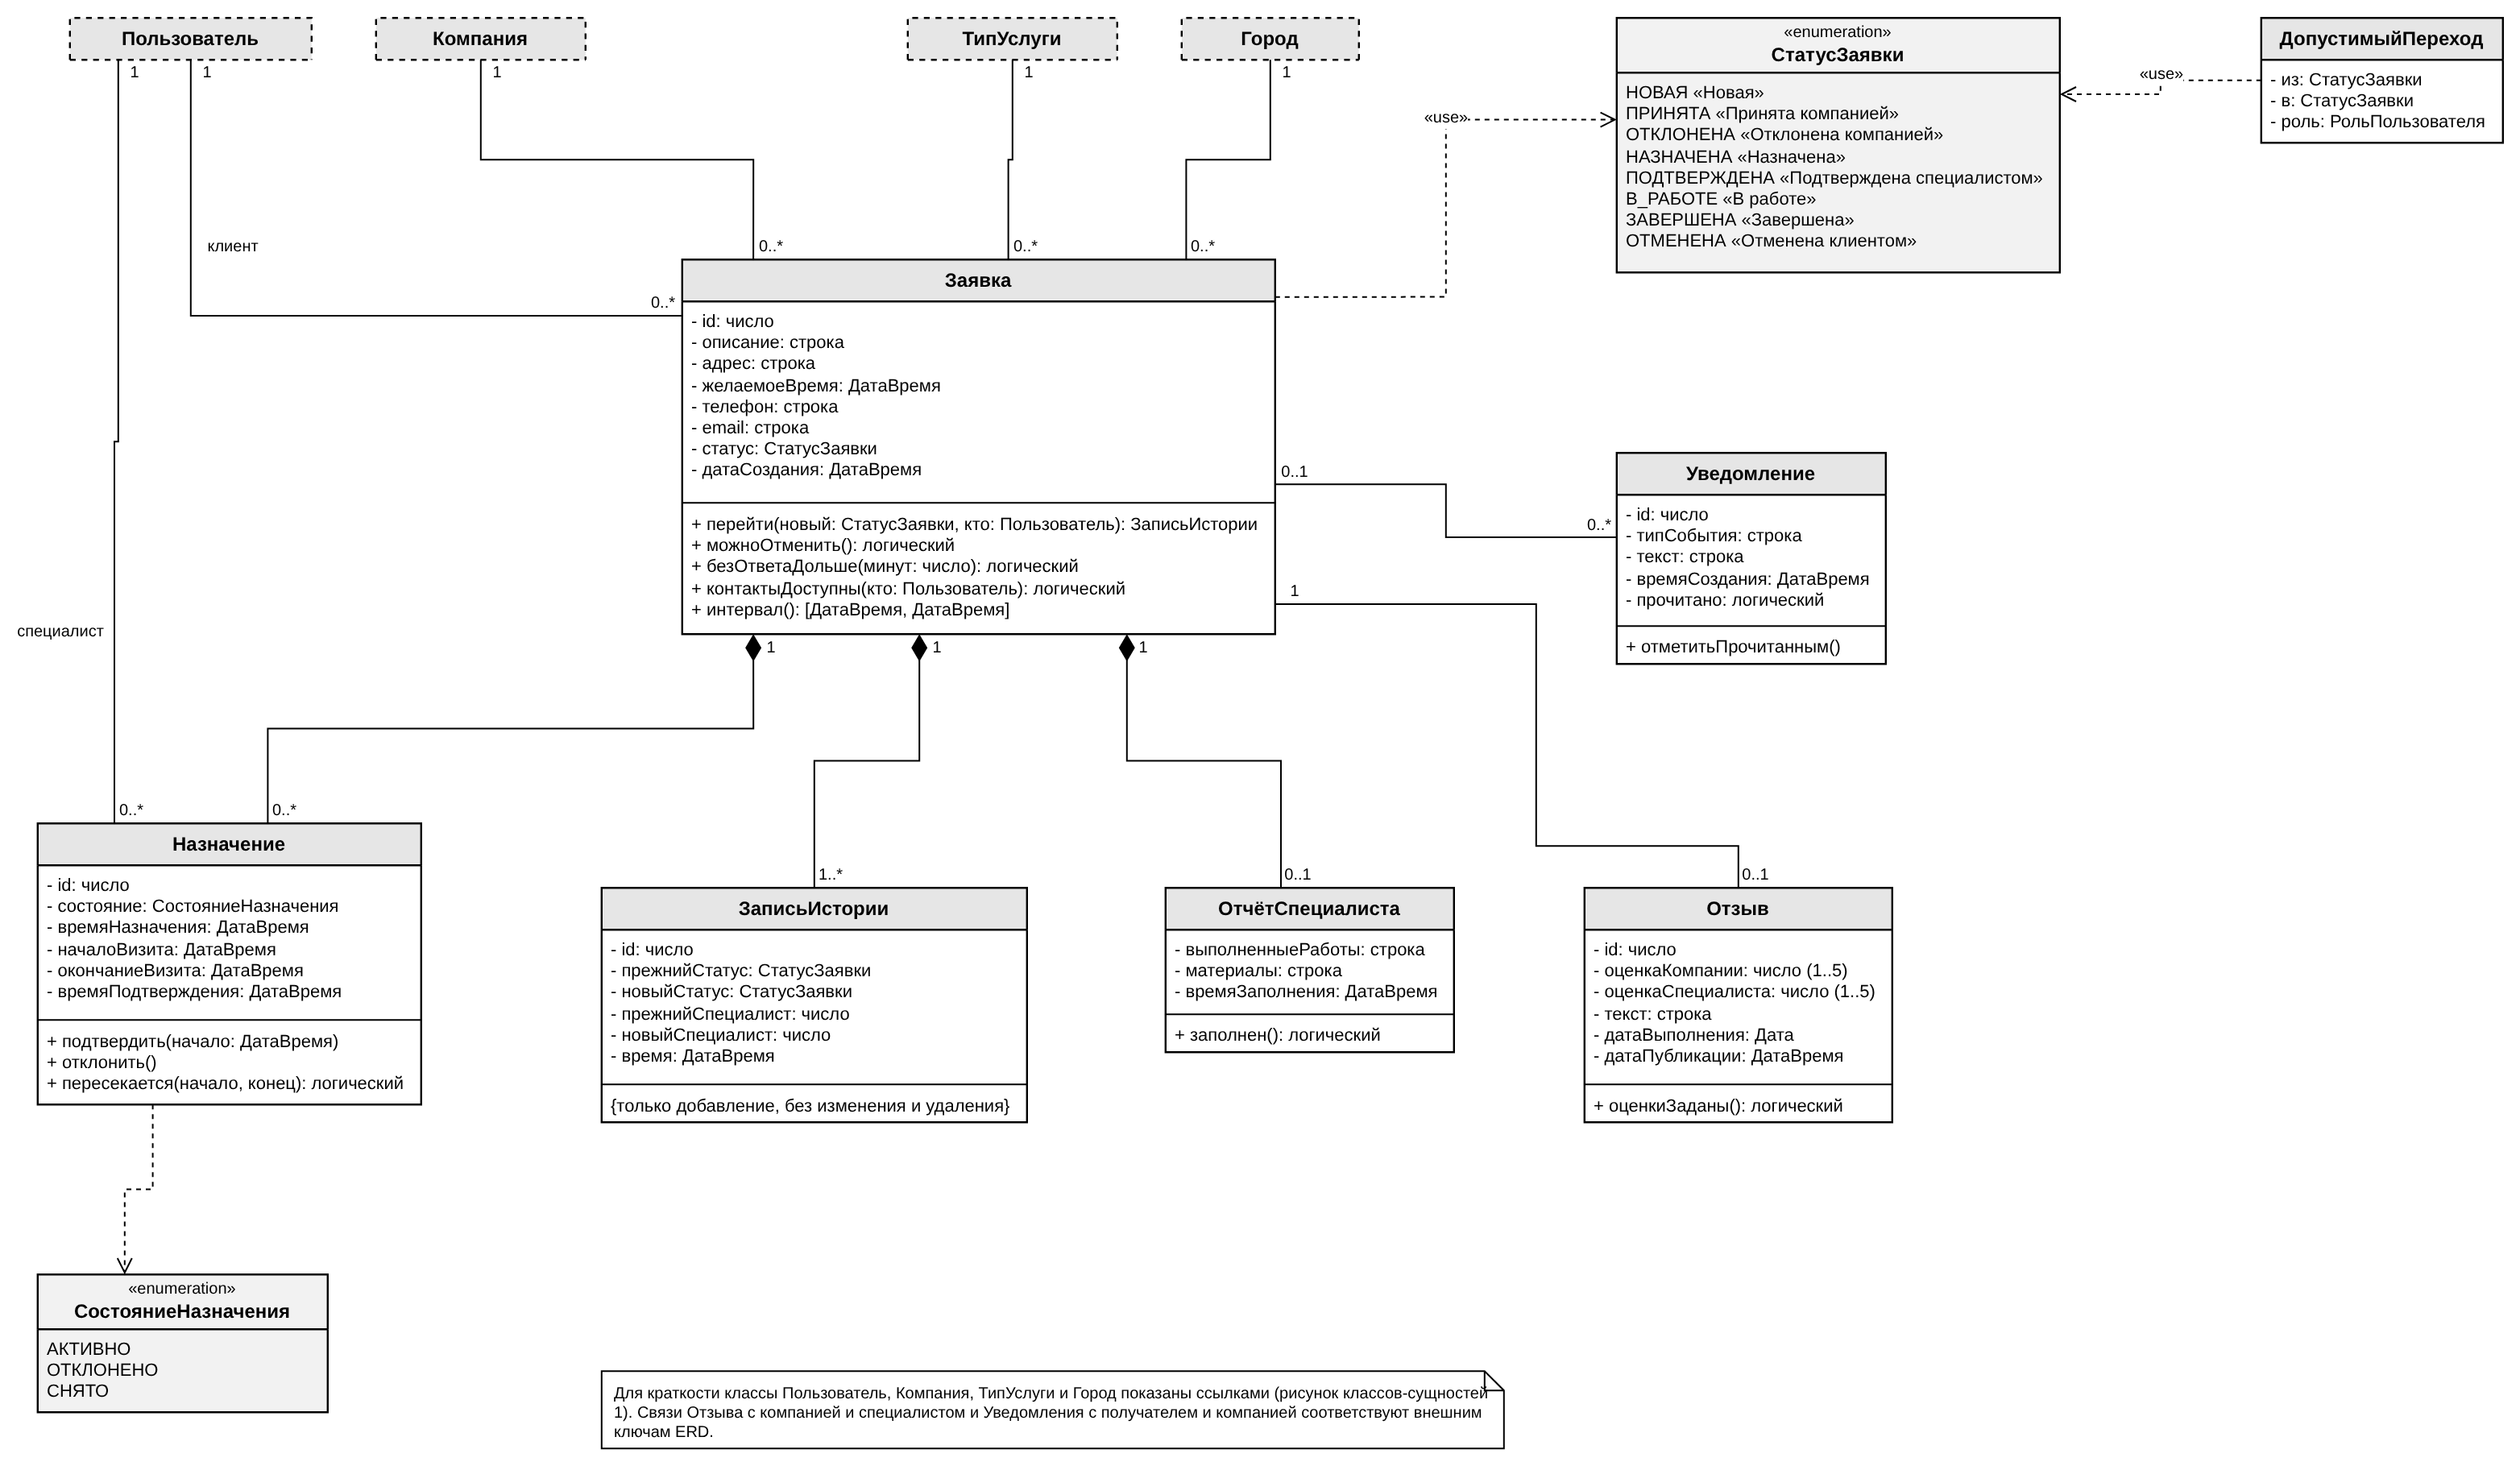 Пользователь
Компания
ТипУслуги
Город
1
1
1
1
1
«enumeration»
СтатусЗаявки
НОВАЯ «Новая»
ПРИНЯТА «Принята компанией»
ОТКЛОНЕНА «Отклонена компанией»
НАЗНАЧЕНА «Назначена»
ПОДТВЕРЖДЕНА «Подтверждена специалистом»
В_РАБОТЕ «В работе»
ЗАВЕРШЕНА «Завершена»
ОТМЕНЕНА «Отменена клиентом»
«use»
ДопустимыйПереход
- из: СтатусЗаявки
- в: СтатусЗаявки
- роль: РольПользователя
«use»
клиент
0..*
0..*
0..*
0..*
Заявка
- id: число
- описание: строка
- адрес: строка
- желаемоеВремя: ДатаВремя
- телефон: строка
- email: строка
- статус: СтатусЗаявки
- датаСоздания: ДатаВремя
+ перейти(новый: СтатусЗаявки, кто: Пользователь): ЗаписьИстории
+ можноОтменить(): логический
+ безОтветаДольше(минут: число): логический
+ контактыДоступны(кто: Пользователь): логический
+ интервал(): [ДатаВремя, ДатаВремя]
0..1
0..*
1
Уведомление
- id: число
- типСобытия: строка
- текст: строка
- времяСоздания: ДатаВремя
- прочитано: логический
+ отметитьПрочитанным()
специалист
1
1
1
0..*
0..*
1..*
0..1
0..1
Назначение
- id: число
- состояние: СостояниеНазначения
- времяНазначения: ДатаВремя
- началоВизита: ДатаВремя
- окончаниеВизита: ДатаВремя
- времяПодтверждения: ДатаВремя
+ подтвердить(начало: ДатаВремя)
+ отклонить()
+ пересекается(начало, конец): логический
ЗаписьИстории
- id: число
- прежнийСтатус: СтатусЗаявки
- новыйСтатус: СтатусЗаявки
- прежнийСпециалист: число
- новыйСпециалист: число
- время: ДатаВремя
{только добавление, без изменения и удаления}
ОтчётСпециалиста
- выполненныеРаботы: строка
- материалы: строка
- времяЗаполнения: ДатаВремя
+ заполнен(): логический
Отзыв
- id: число
- оценкаКомпании: число (1..5)
- оценкаСпециалиста: число (1..5)
- текст: строка
- датаВыполнения: Дата
- датаПубликации: ДатаВремя
+ оценкиЗаданы(): логический
«enumeration»
СостояниеНазначения
АКТИВНО
ОТКЛОНЕНО
СНЯТО
Для краткости классы Пользователь, Компания, ТипУслуги и Город показаны ссылками (рисунок классов-сущностей
1). Связи Отзыва с компанией и специалистом и Уведомления с получателем и компанией соответствуют внешним
ключам ERD.